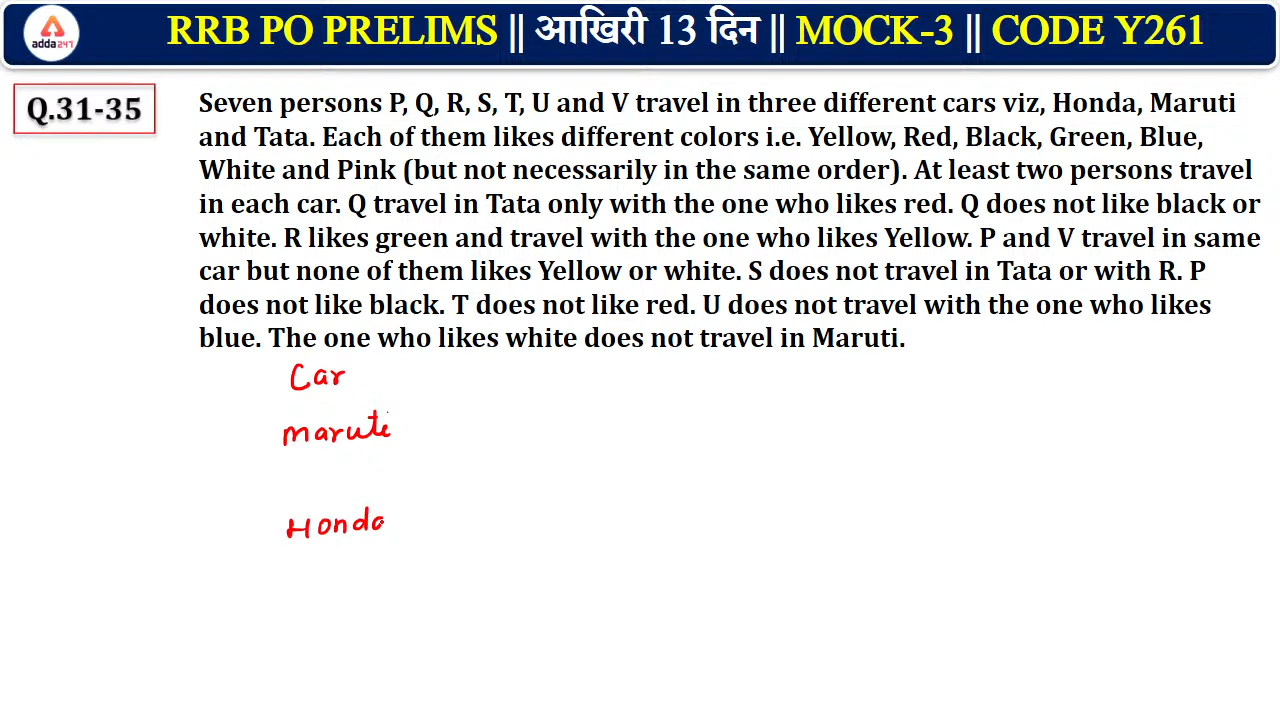 adda247
RRB PO PRELIMS || आखिरी 13 दिन || MOCK-3 || CODE Y261
Q.31-35
Seven persons P, Q, R, S, T, U and V travel in three different cars viz, Honda, Maruti
and Tata. Each of them likes different colors i.e. Yellow, Red, Black, Green, Blue,
White and Pink (but not necessarily in the same order). At least two persons travel
in each car. Q travel in Tata only with the one who likes red. Q does not like black or
white. R likes green and travel with the one who likes Yellow. P and V travel in same
car but none of them likes Yellow or white. S does not travel in Tata or with R. P
does not like black. T does not like red. U does not travel with the one who likes
blue. The one who likes white does not travel in Maruti.
Car
maruti
Honda